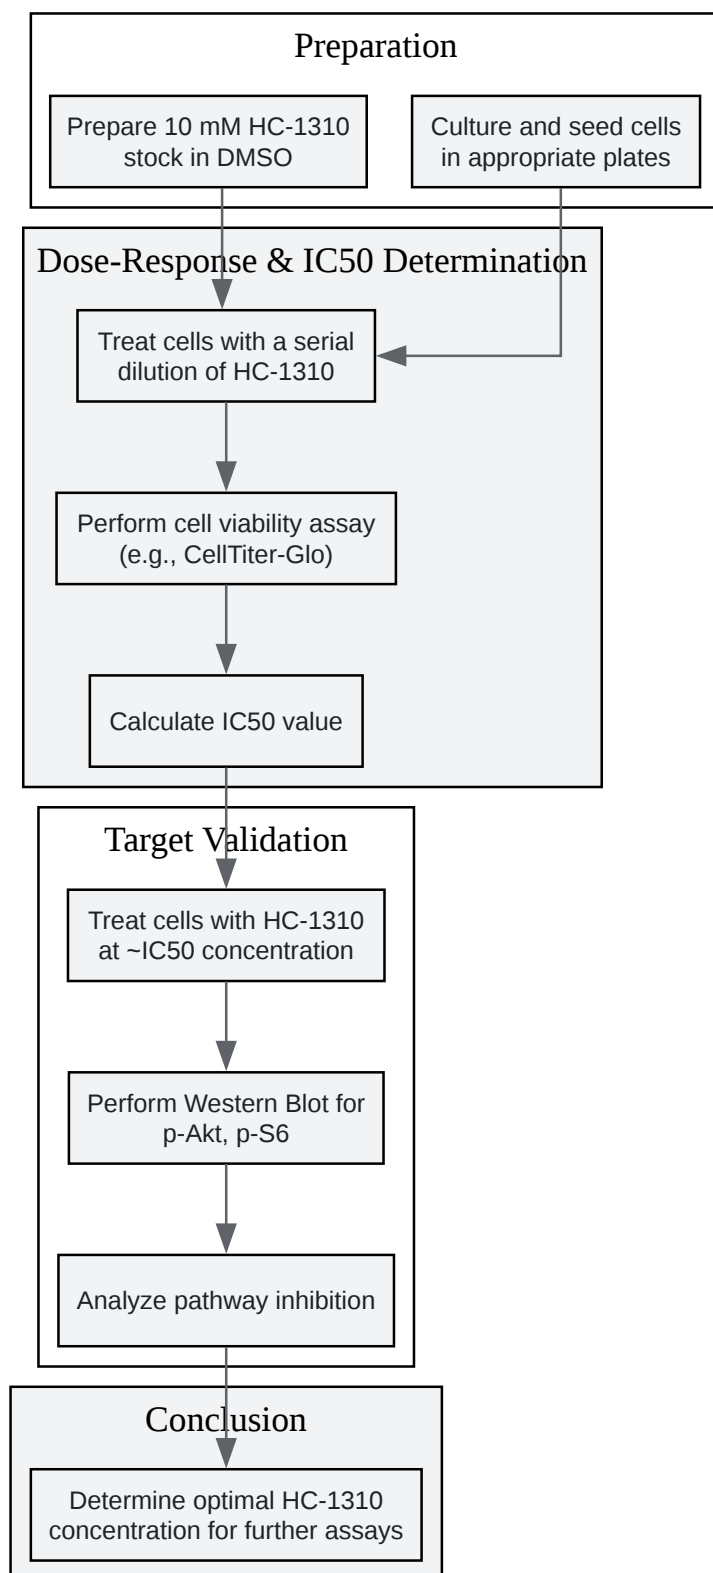 Preparation
Prepare 10 mM HC-1310
stock in DMSO
Culture and seed cells
in appropriate plates
Dose-Response & IC50 Determination
Treat cells with a serial
dilution of HC-1310
Perform cell viability assay
(e.g., CellTiter-Glo)
Calculate IC50 value
Target Validation
Treat cells with HC-1310
at ~IC50 concentration
Perform Western Blot for
p-Akt, p-S6
Analyze pathway inhibition
Conclusion
Determine optimal HC-1310
concentration for further assays